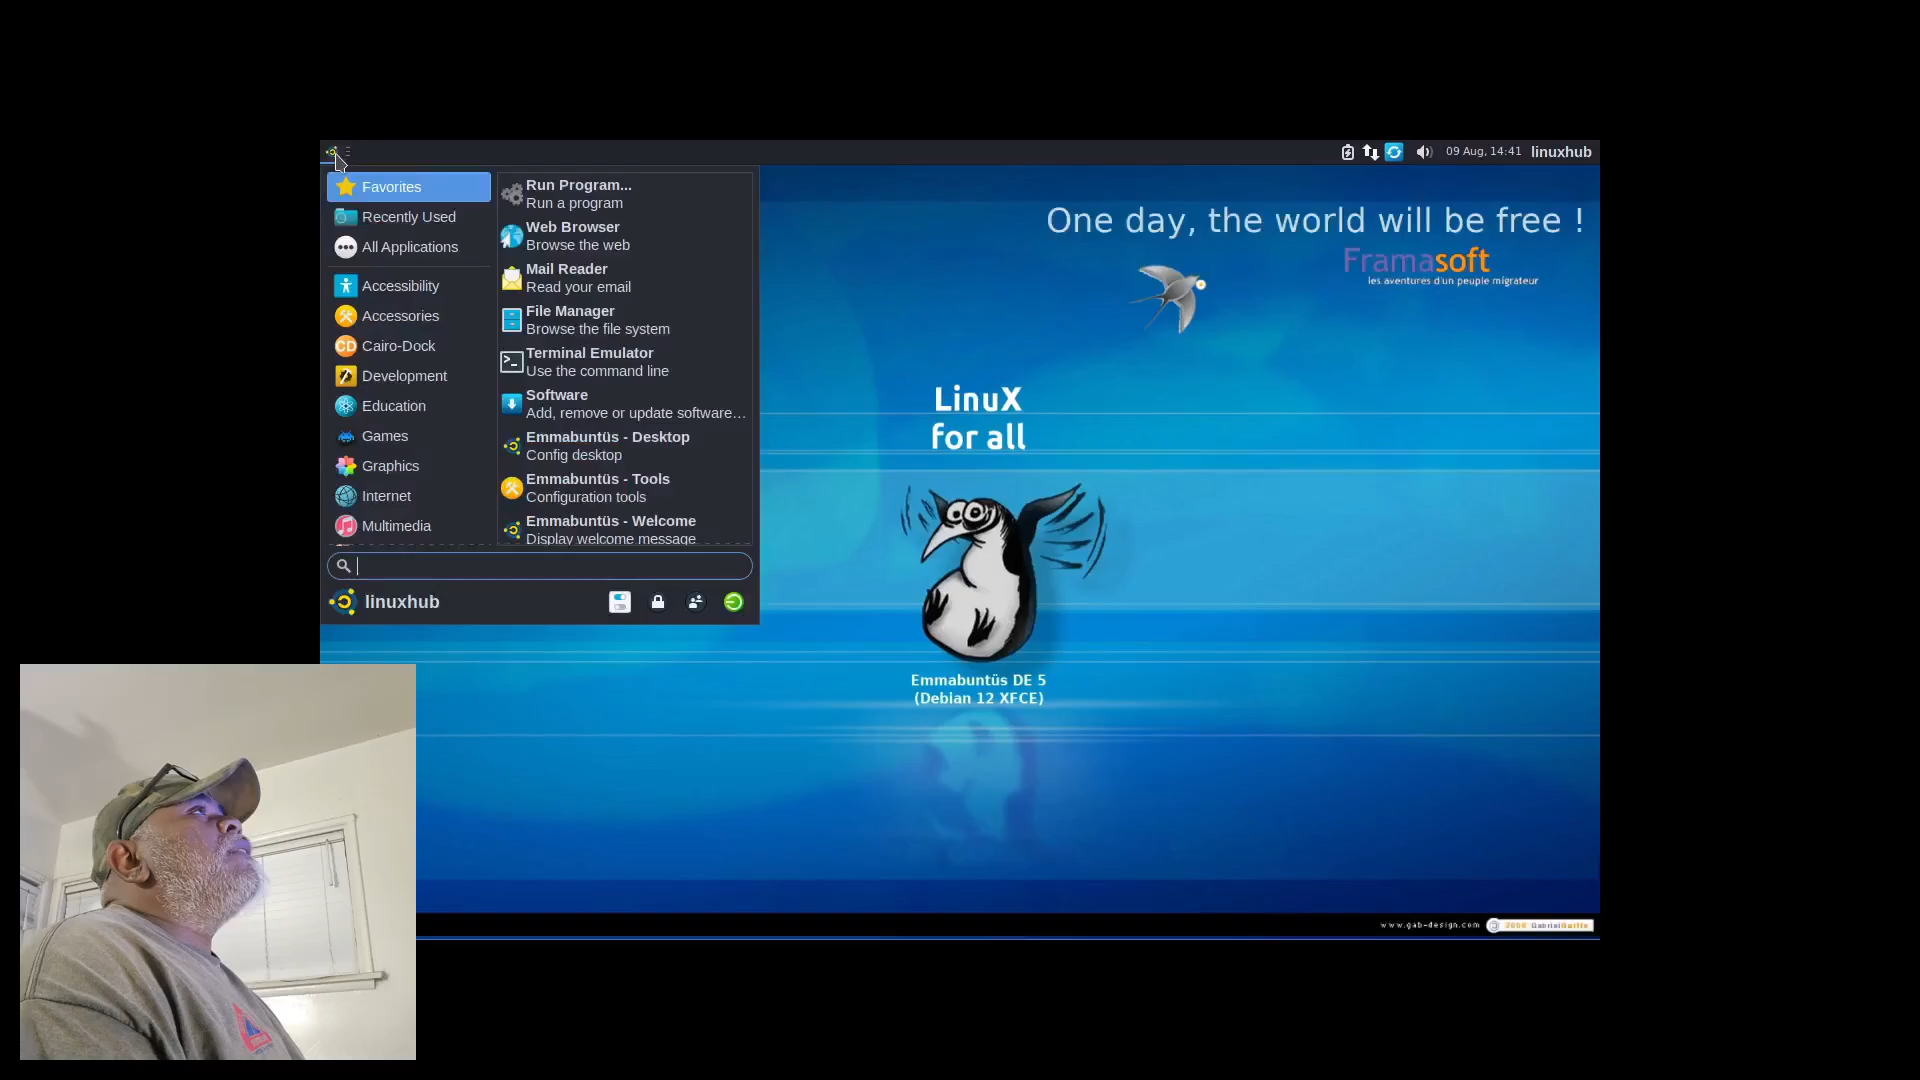 09 Aug, 14:41
linuxhub
Favorites
Recently Used
All Applications
Accessibility
Accessories
CD Cairo-Dock
Development
Education
Games
Graphics
Internet
Multimedia
Run Program...
Run a program
Web Browser
Browse the web
Mail Reader
Read your email
File Manager
Browse the file system
Terminal Emulator
Use the command line
Software
Add, remove or update software…
Emmabuntüs - Desktop
Config desktop
Emmabuntüs - Tools
Configuration tools
Emmabuntüs - Welcome
Display welcome message
linuxhub
One day, the world will be free !
Framasoft
les aventures d'un peuple migrateur
LinuX
for all
Emmabuntüs DE 5
(Debian 12 XFCE)
www.gab-design.com